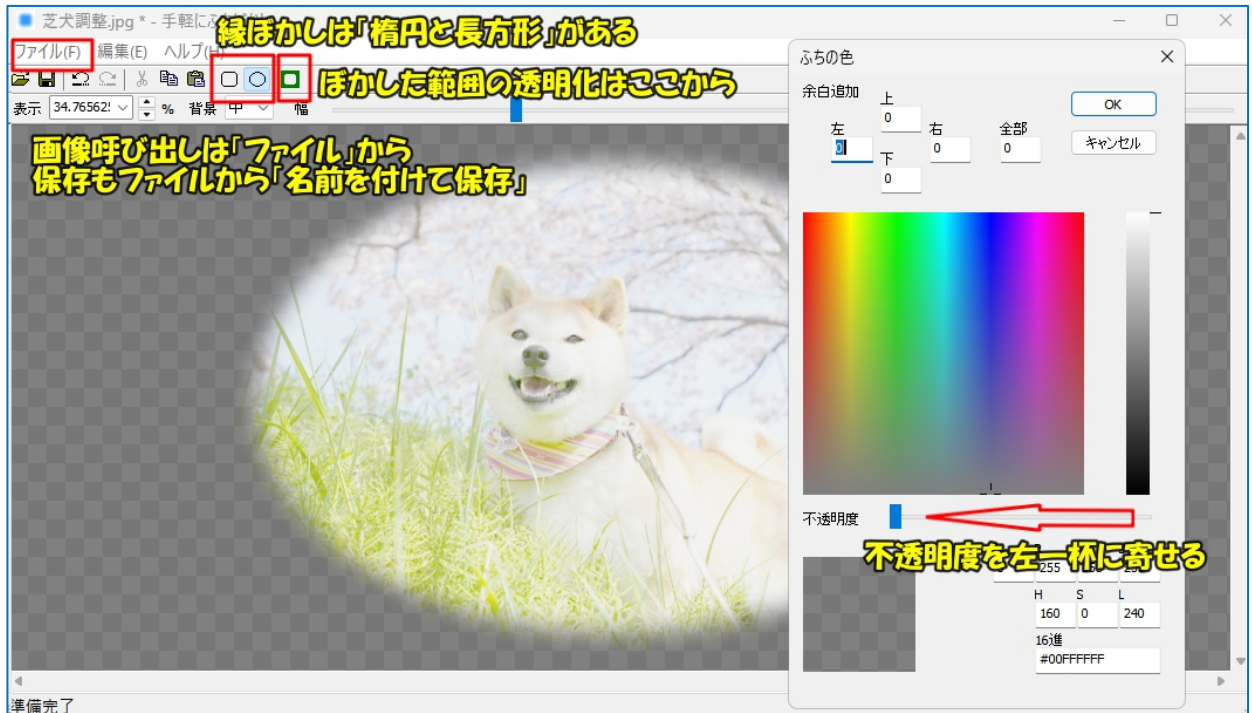 芝犬調整.jpg * - 手軽にふち
縁ぼかしは「楕円と長方形」がある
ファイル(F) 編集(E) ヘルプ(H)
ぼかした範囲の透明化はここから
表示 34.76562! % 背景 中 幅
画像呼び出しは「ファイル」から
保存もファイルから「名前を付けて保存」
ふちの色
余白追加
上
0
OK
左
右
全部
0
0
0
キャンセル
下
0
不透明度
不透明度を左一杯に寄せる
255
H S L
160 0 240
16進
#00FFFFFF
準備完了